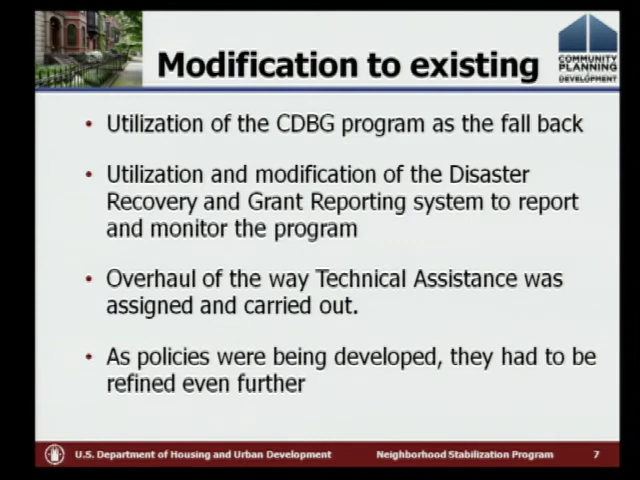 Modification to existing
COMMUNITY
PLANNING
DEVELOPMENT
• Utilization of the CDBG program as the fall back
• Utilization and modification of the Disaster
Recovery and Grant Reporting system to report
and monitor the program
• Overhaul of the way Technical Assistance was
assigned and carried out.
• As policies were being developed, they had to be
refined even further
U.S. Department of Housing and Urban Development Neighborhood Stabilization Program 7